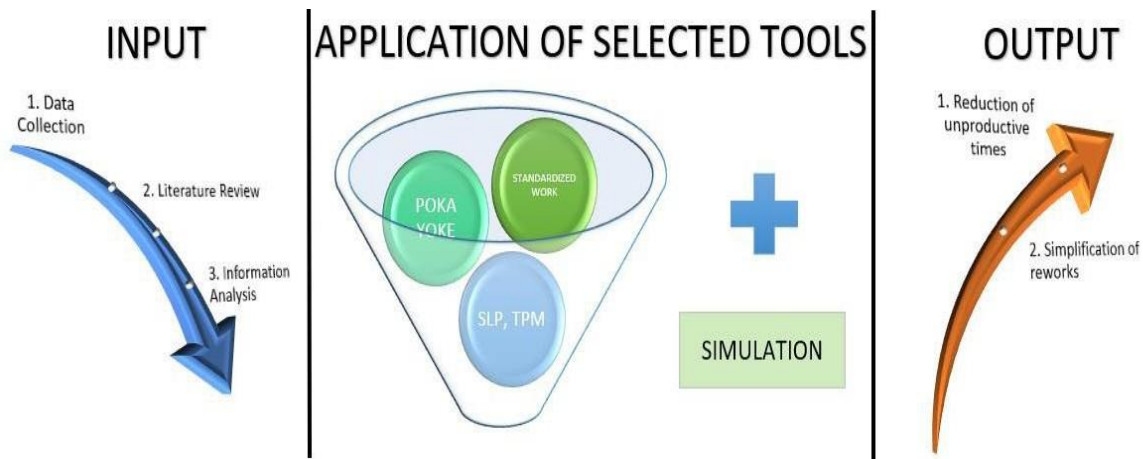 INPUT
1. Data
Collection
2. Literature Review
3. Information
Analysis
APPLICATION OF SELECTED TOOLS
POKA
YOKE
STANDARDIZED
WORK
SLP, TPM
SIMULATION
OUTPUT
1. Reduction of
unproductive
times
2. Simplification of
reworks